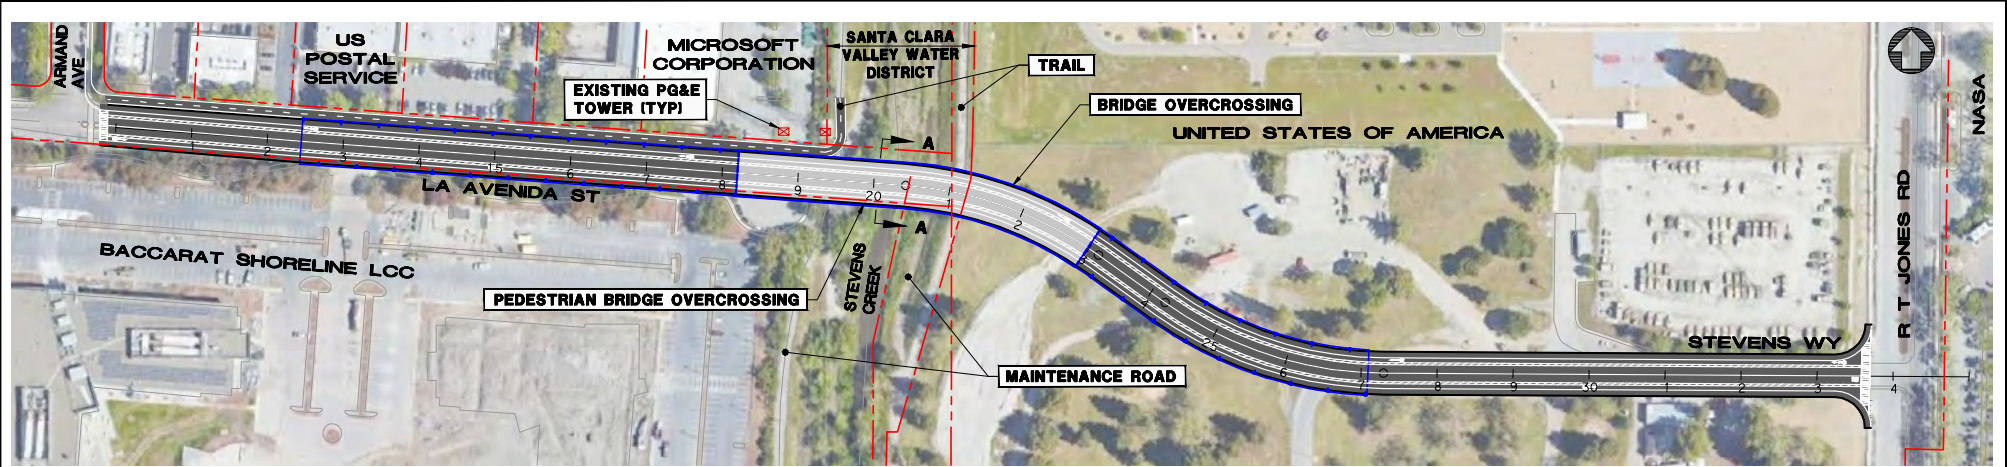 ARMAND
AVE
US
POSTAL
SERVICE
MICROSOFT
CORPORATION
SANTA CLARA
VALLEY WATER
DISTRICT
TRAIL
EXISTING PG&E
TOWER (TYP)
BRIDGE OVERCROSSING
UNITED STATES OF AMERICA
NASA
A
A
1
2
3
4
15
6
7
8
9
20
1
2
3
4
25
6
7
8
9
30
1
2
3
4
LA AVENIDA ST
BACCARAT SHORELINE LCC
PEDESTRIAN BRIDGE OVERCROSSING
STEVENS
CREEK
MAINTENANCE ROAD
STEVENS WY
R T JONES RD